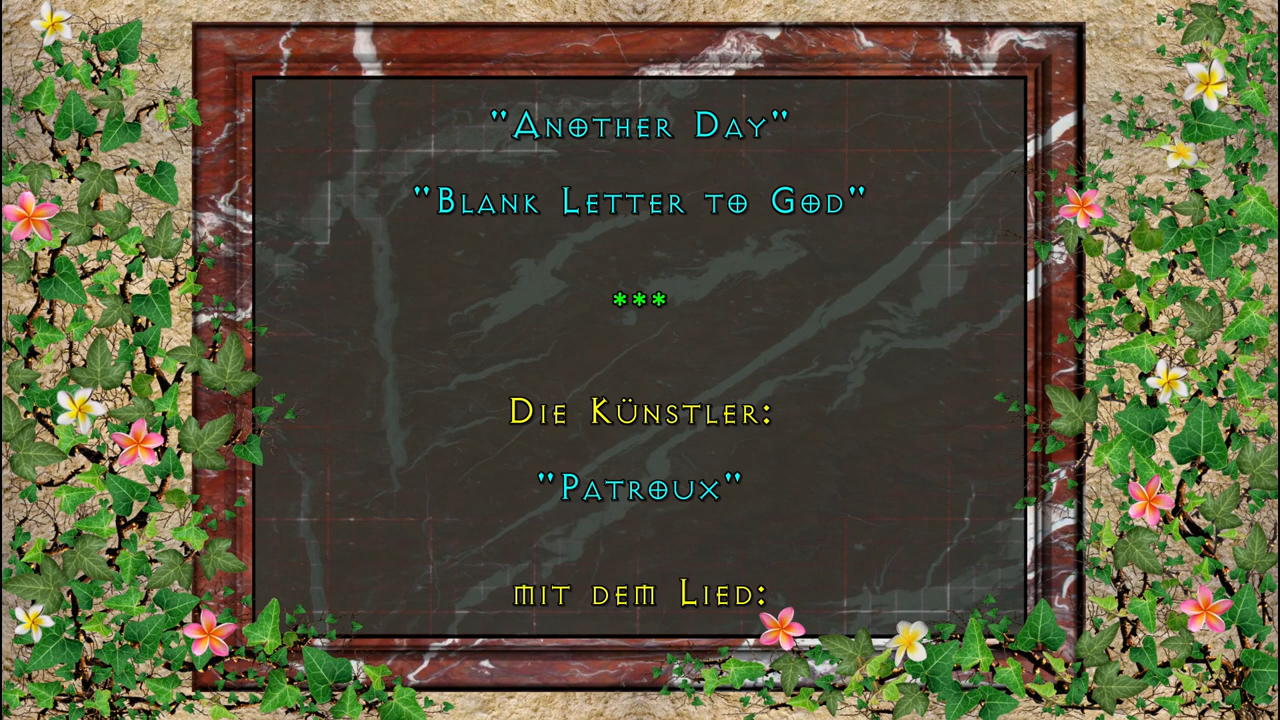 "Another Day"
"Blank Letter to God"
***
Die Künstler:
"Patroux"
mit dem Lied: